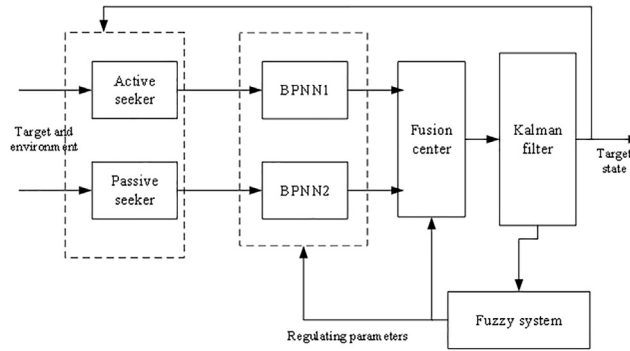 Active
seeker
BPNN1
Target and
environment
Fusion
center
Kalman
filter
Target
state
Passive
seeker
BPNN2
Regulating parameters
Fuzzy system